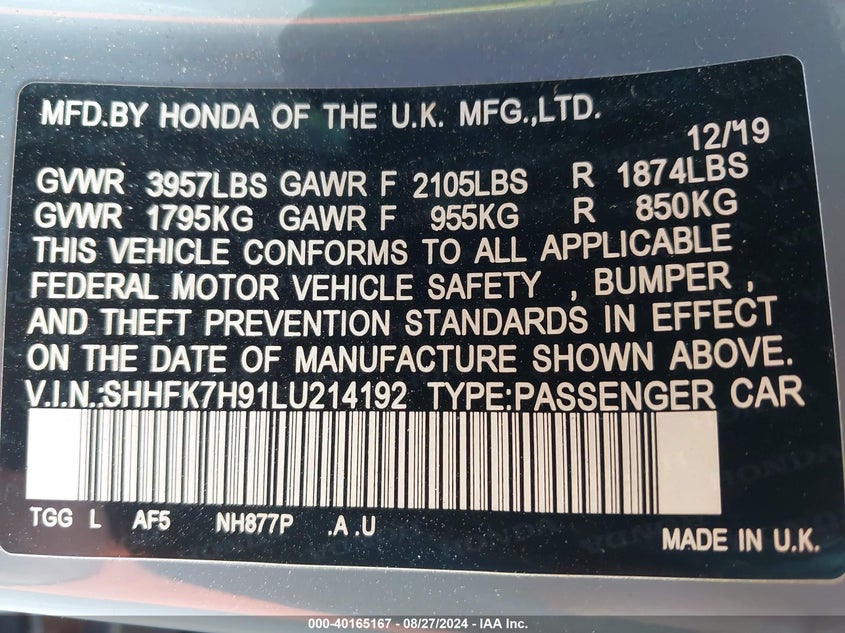 MFD.BY HONDA OF THE U.K. MFG.,LTD.
12/'19
GVWR 3957LBS GAWR F 2105LBS R 1874LBS
GVWR 1795KG GAWR F 955KG R 850KG
THIS VEHICLE CONFORMS TO ALL APPLICABLE
FEDERAL MOTOR VEHICLE SAFETY , BUMPER ,
AND THEFT PREVENTION STANDARDS IN EFFECT
ON THE DATE OF MANUFACTURE SHOWN ABOVE.
V.I.N.:SHHFK7H91LU214192 TYPE:PASSENGER CAR
TGG L AF5 NH877P .A .U
MADE IN U.K.
000-40165167 - 08/27/2024 - IAA Inc.